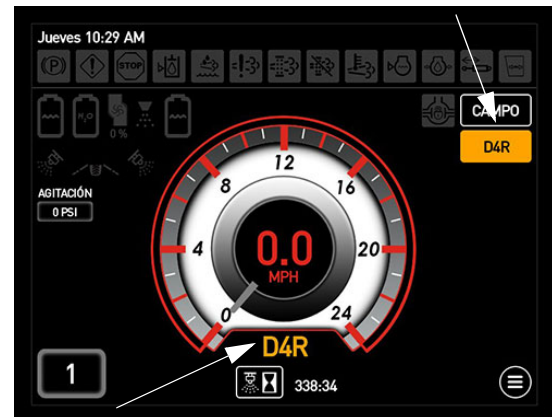 Jueves 10:29 AM
(P)
STOP
H₂O
0 %
CAMPO
D4R
AGITACIÓN
0 PSI
0
4
8
12
16
20
24
0.0
MPH
D4R
1
338:34